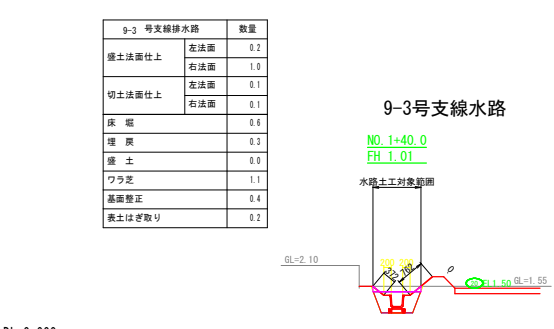 9-3 号支線排水路 数量
盛土法面仕上 左法面 0.2
右法面 1.0
切土法面仕上 左法面 0.1
右法面 0.1
床 堀 0.6
埋 戻 0.3
盛 土 0.0
ワラ芝 1.1
基面整正 0.4
表土はぎ取り 0.2
9-3号支線水路
NO.1+40.0
FH 1.01
水路土工対象範囲
GL=2.10
372
762
20
FL1.50
GL=1.55